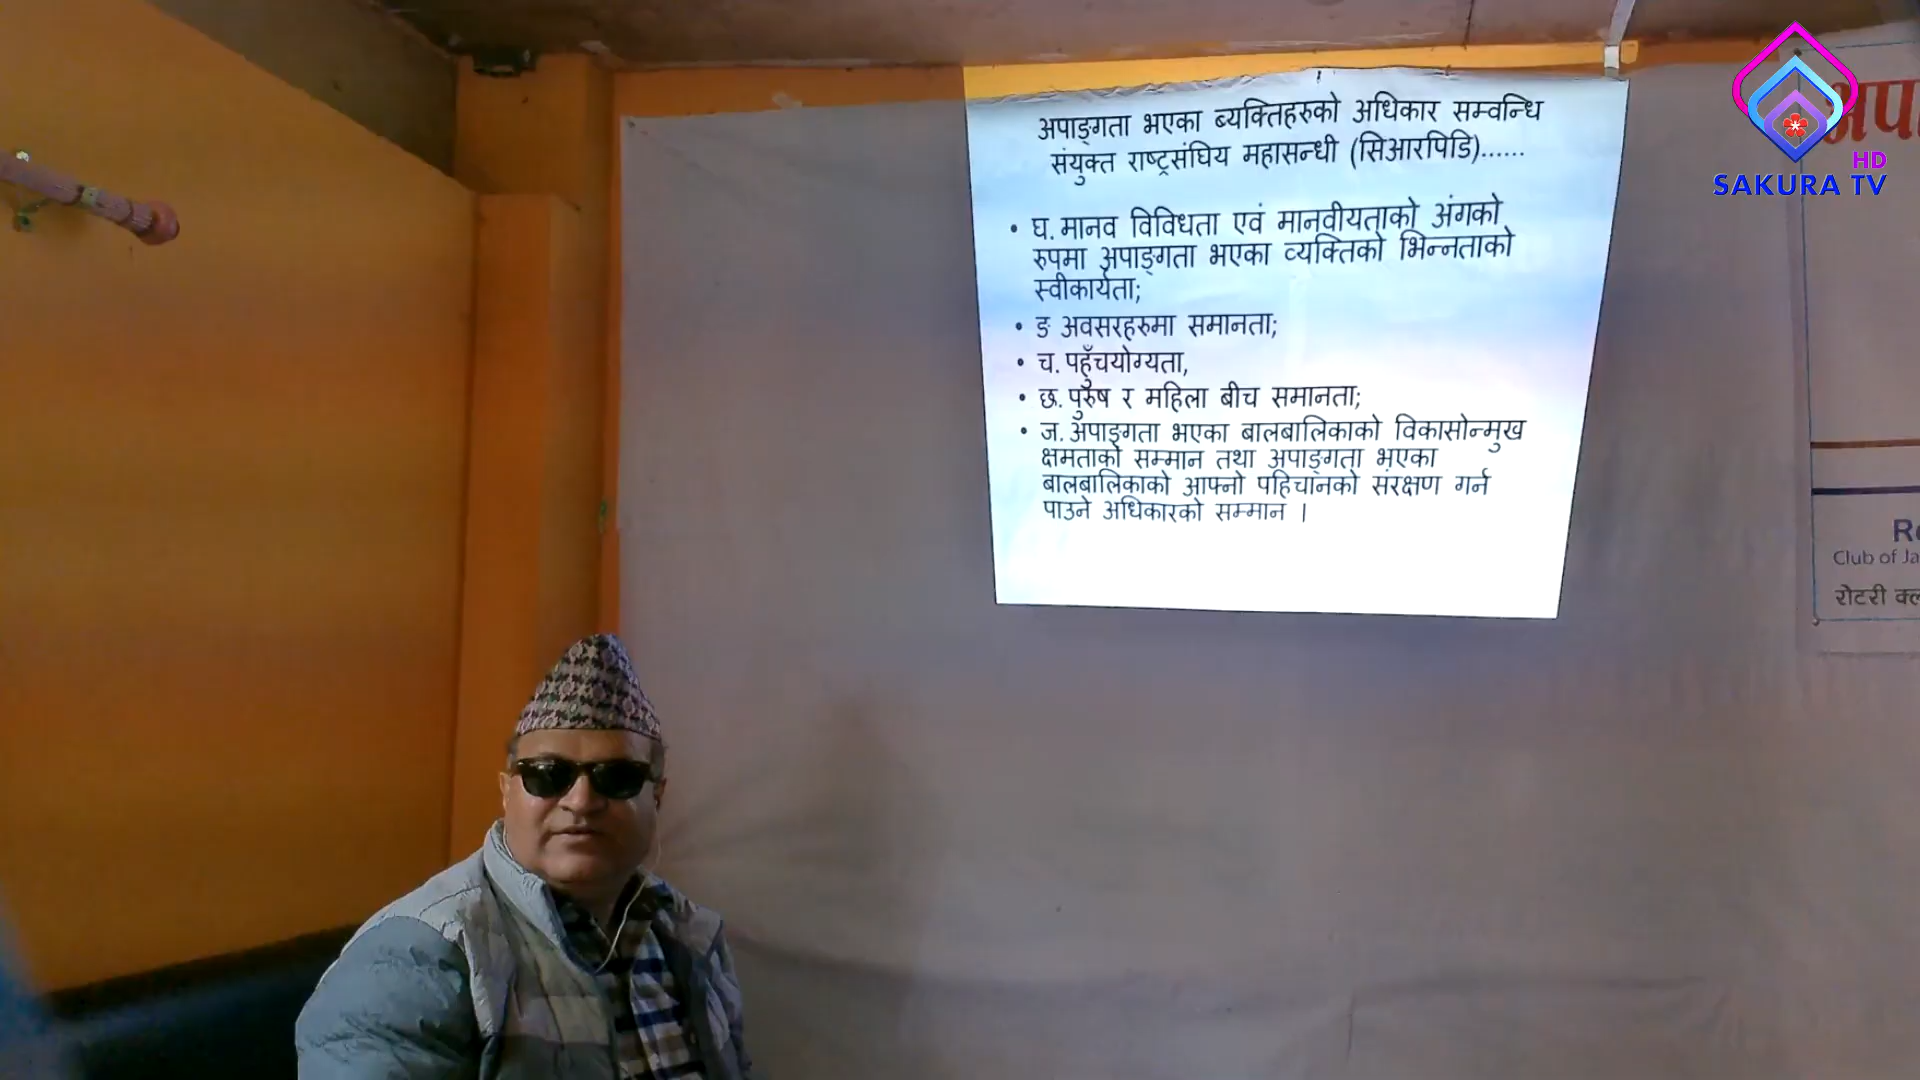 अपाङ्गता भएका ब्यक्तिहरुको अधिकार सम्वन्धि
संयुक्त राष्ट्रसंघिय महासन्धी (सिआरपिडि)......
• घ. मानव विविधता एवं मानवीयताको अंगको
रुपमा अपाङ्गता भएका व्यक्तिको भिन्नताको
स्वीकार्यता;
• ङ अवसरहरुमा समानता;
• च. पहुँचयोग्यता,
• छ. पुरुष र महिला बीच समानता;
• ज. अपाङ्गता भएका बालबालिकाको विकासोन्मुख
क्षमताको सम्मान तथा अपाङ्गता भएका
बालबालिकाको आफ्नो पहिचानको संरक्षण गर्न
पाउने अधिकारको सम्मान ।
HD
SAKURA TV
Club of
रोटरी